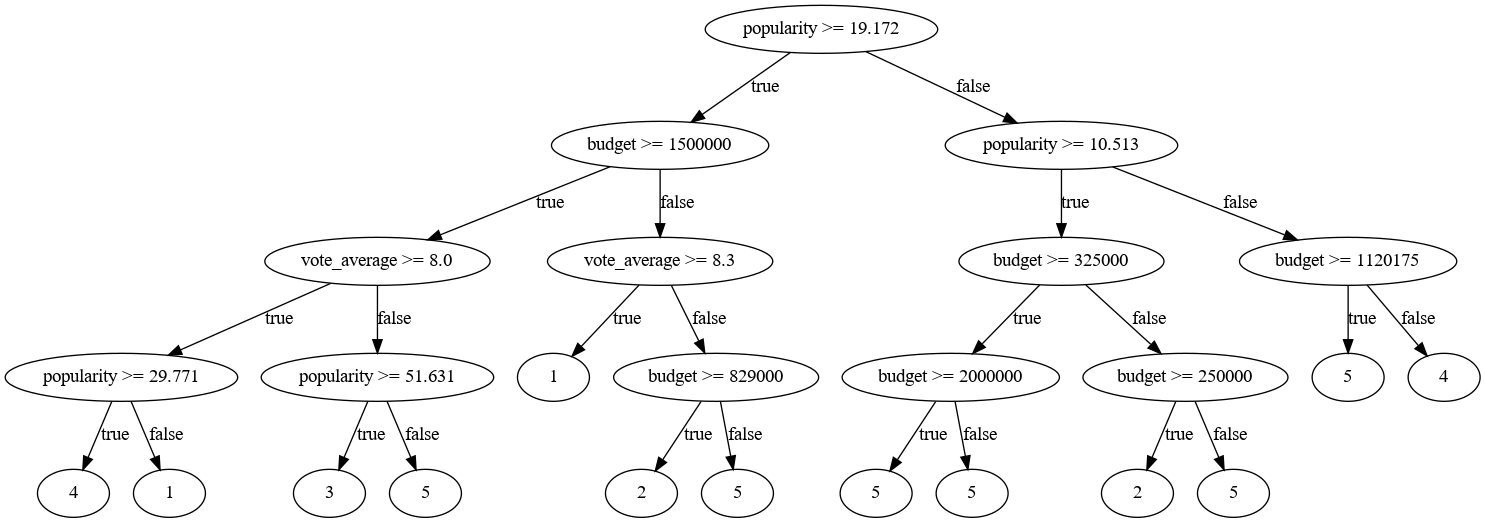 popularity >= 19.172
true
false
budget >= 1500000
popularity >= 10.513
true
false
true
false
vote_average >= 8.0
vote_average >= 8.3
budget >= 325000
budget >= 1120175
true
false
true
false
true
false
true
false
popularity >= 29.771
popularity >= 51.631
1
budget >= 829000
budget >= 2000000
budget >= 250000
5
4
true
false
true
false
true
false
true
false
true
false
4
1
3
5
2
5
5
5
2
5